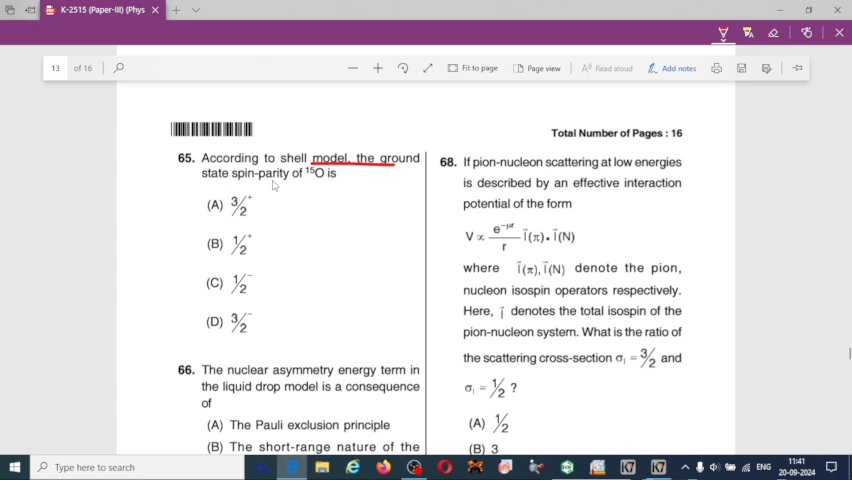 K-2515 (Paper-III) (Phys
13 of 16
Fit to page
Page view
Read aloud
Add notes
Total Number of Pages : 16
65. According to shell model, the ground
state spin-parity of ¹⁵O is
(A) 3/2⁺
(B) 1/2⁺
(C) 1/2⁻
(D) 3/2⁻
66. The nuclear asymmetry energy term in
the liquid drop model is a consequence
of
(A) The Pauli exclusion principle
(B) The short-range nature of the
68. If pion-nucleon scattering at low energies
is described by an effective interaction
potential of the form
V ∝ e^−μr / r I⃗(π)•I⃗(N)
where I⃗(π), I⃗(N) denote the pion,
nucleon isospin operators respectively.
Here, I⃗ denotes the total isospin of the
pion-nucleon system. What is the ratio of
the scattering cross-section σ_I = 3/2 and
σ_I = 1/2 ?
(A) 1/2
(B) 3
Type here to search
ENG
11:41
20-09-2024